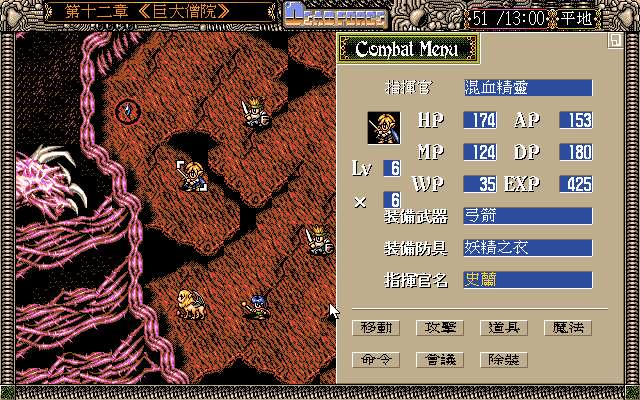 第十二章 《巨大僧院》
DEADFORCE
51 /13:00 平地
Combat Menu
指揮官 混血精靈
HP 174 AP 153
MP 124 DP 180
Lv 6
WP 35 EXP 425
× 6
装備武器 弓箭
装備防具 妖精之衣
指揮官名 史蘭
移動 攻擊 道具 魔法
命令 會議 除裝